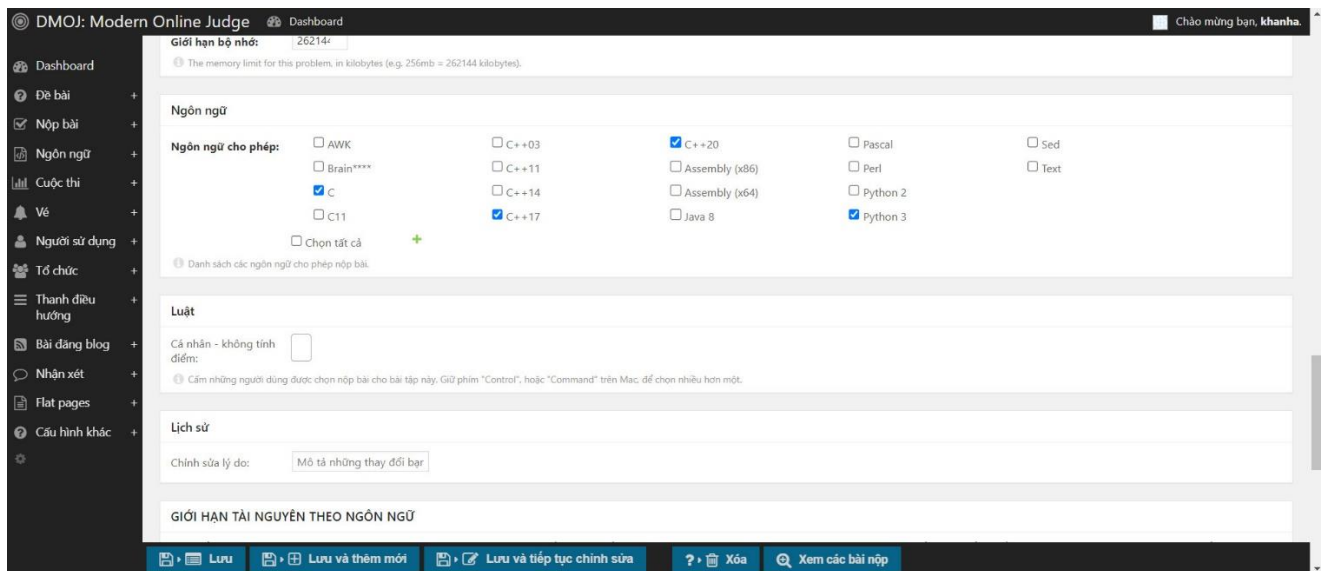 DMOJ: Modern Online Judge Dashboard Chào mừng bạn, khanha.
Dashboard
Đề bài +
Nộp bài +
Ngôn ngữ +
Cuộc thi +
Vé +
Người sử dụng +
Tổ chức +
Thanh điều hướng +
Bài đăng blog +
Nhận xét +
Flat pages +
Cấu hình khác +
Giới hạn bộ nhớ: 262144
The memory limit for this problem, in kilobytes (e.g. 256mb = 262144 kilobytes).
Ngôn ngữ
Ngôn ngữ cho phép: AWK C++03 C++20 Pascal Sed
Brain**** C++11 Assembly (x86) Perl Text
C C++14 Assembly (x64) Python 2
C11 C++17 Java 8 Python 3
Chọn tất cả
Danh sách các ngôn ngữ cho phép nộp bài.
Luật
Cá nhân - không tính
điểm:
Cấm những người dùng được chọn nộp bài cho bài tập này. Giữ phím "Control", hoặc "Command" trên Mac, để chọn nhiều hơn một.
Lịch sử
Chỉnh sửa lý do: Mô tả những thay đổi bạn
GIỚI HẠN TÀI NGUYÊN THEO NGÔN NGỮ
Lưu Lưu và thêm mới Lưu và tiếp tục chỉnh sửa Xóa Xem các bài nộp